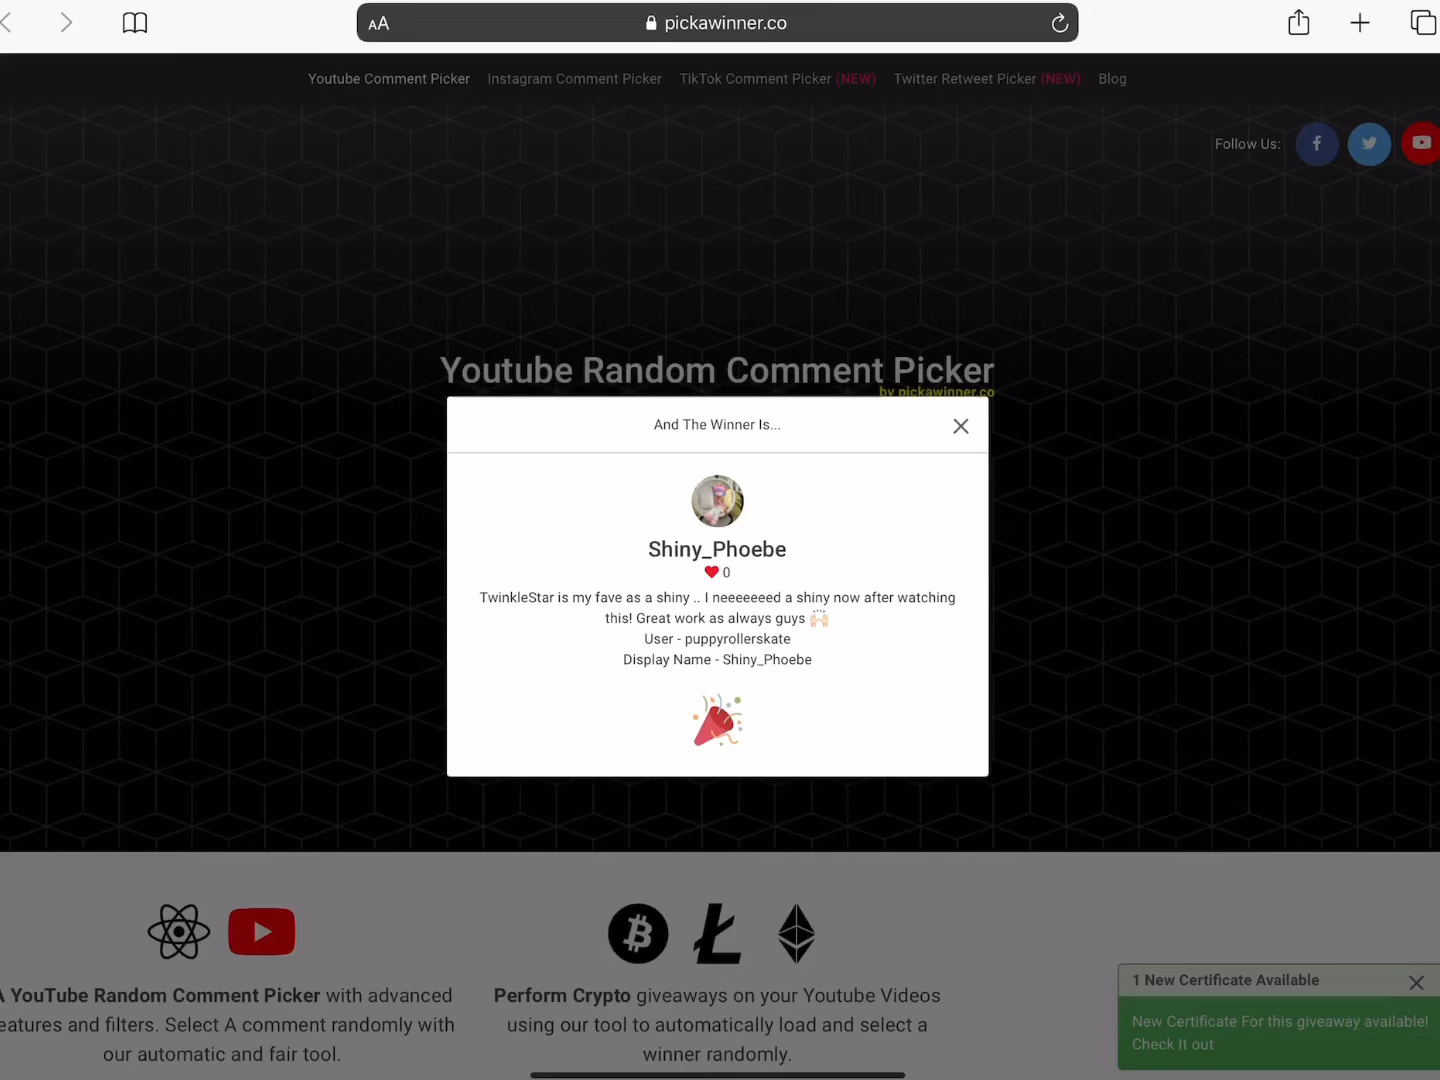 AA
pickawinner.co
Youtube Comment Picker Instagram Comment Picker TikTok Comment Picker (NEW) Twitter Retweet Picker (NEW) Blog
Follow Us:
Youtube Random Comment Picker
by pickawinner.co
And The Winner Is...
Shiny_Phoebe
0
TwinkleStar is my fave as a shiny .. I neeeeeeed a shiny now after watching
this! Great work as always guys 🙌🏻
User - puppyrollerskate
Display Name - Shiny_Phoebe
A YouTube Random Comment Picker with advanced
eatures and filters. Select A comment randomly with
our automatic and fair tool.
Perform Crypto giveaways on your Youtube Videos
using our tool to automatically load and select a
winner randomly.
1 New Certificate Available
New Certificate For this giveaway available!
Check It out